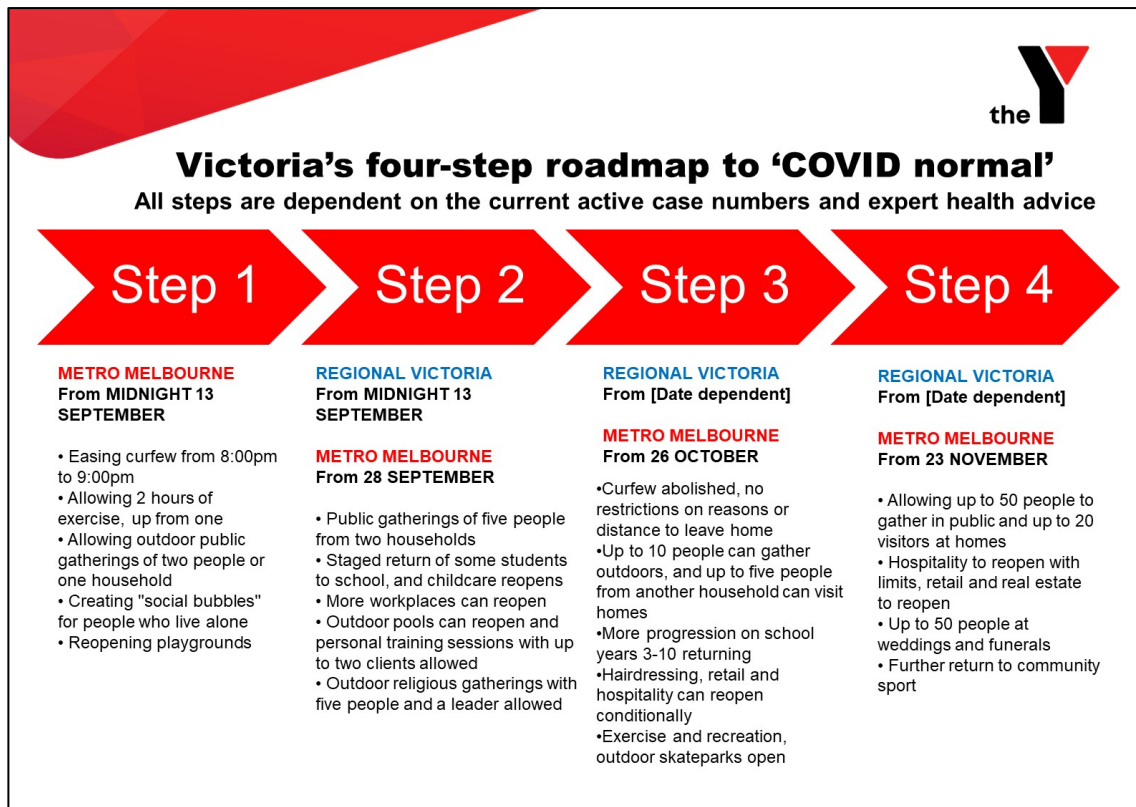 the Y
Victoria's four-step roadmap to ‘COVID normal’
All steps are dependent on the current active case numbers and expert health advice
Step 1
Step 2
Step 3
Step 4
METRO MELBOURNE
From MIDNIGHT 13
SEPTEMBER
• Easing curfew from 8:00pm
to 9:00pm
• Allowing 2 hours of
exercise, up from one
• Allowing outdoor public
gatherings of two people or
one household
• Creating "social bubbles"
for people who live alone
• Reopening playgrounds
REGIONAL VICTORIA
From MIDNIGHT 13
SEPTEMBER
METRO MELBOURNE
From 28 SEPTEMBER
• Public gatherings of five people
from two households
• Staged return of some students
to school, and childcare reopens
• More workplaces can reopen
• Outdoor pools can reopen and
personal training sessions with up
to two clients allowed
• Outdoor religious gatherings with
five people and a leader allowed
REGIONAL VICTORIA
From [Date dependent]
METRO MELBOURNE
From 26 OCTOBER
•Curfew abolished, no
restrictions on reasons or
distance to leave home
•Up to 10 people can gather
outdoors, and up to five people
from another household can visit
homes
•More progression on school
years 3-10 returning
•Hairdressing, retail and
hospitality can reopen
conditionally
•Exercise and recreation,
outdoor skateparks open
REGIONAL VICTORIA
From [Date dependent]
METRO MELBOURNE
From 23 NOVEMBER
• Allowing up to 50 people to
gather in public and up to 20
visitors at homes
• Hospitality to reopen with
limits, retail and real estate
to reopen
• Up to 50 people at
weddings and funerals
• Further return to community
sport